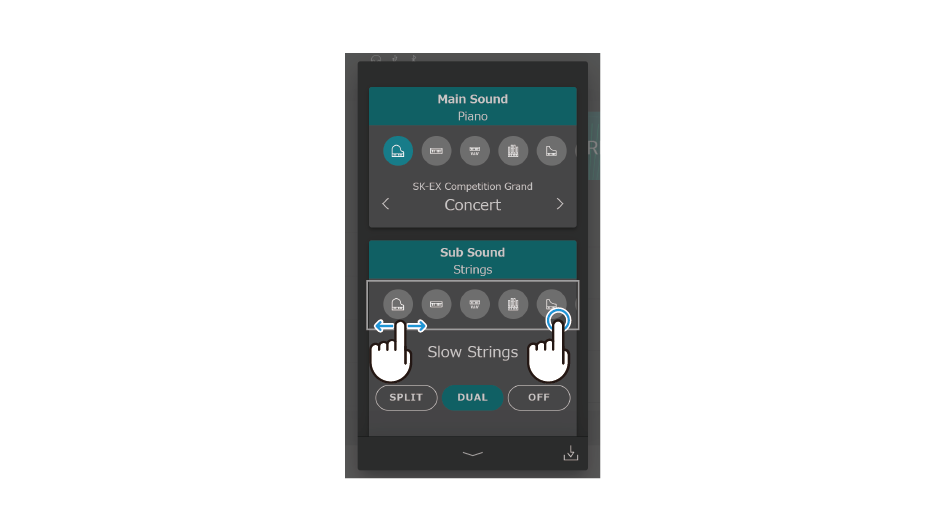 Main Sound
Piano
SK-EX Competition Grand
Concert
R
Sub Sound
Strings
Slow Strings
SPLIT DUAL OFF